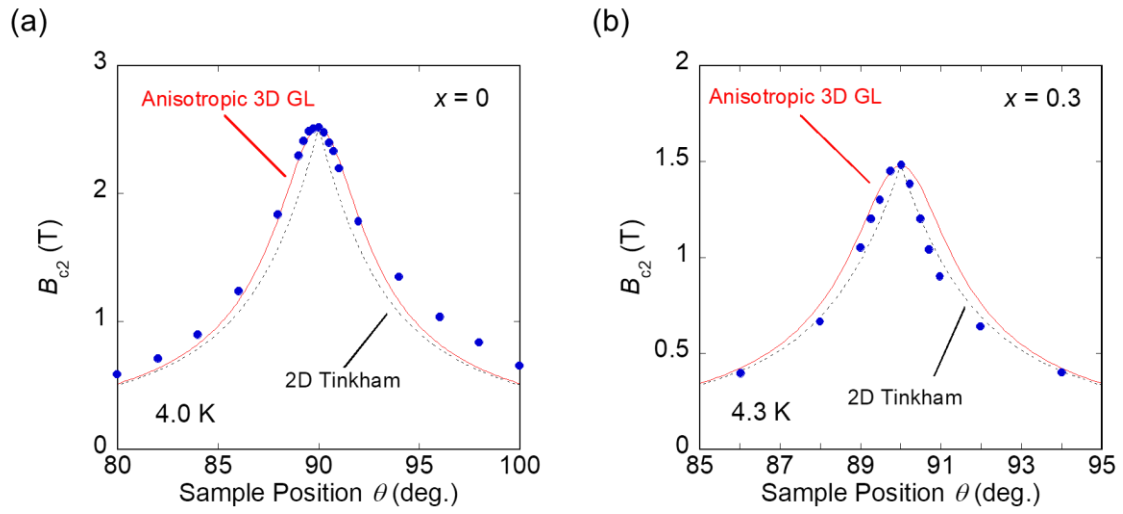 (a)
3
2
1
0
B_c2 (T)
Anisotropic 3D GL
x = 0
2D Tinkham
4.0 K
80 85 90 95 100
Sample Position θ (deg.)
(b)
2
1.5
1
0.5
0
B_c2 (T)
Anisotropic 3D GL
x = 0.3
2D Tinkham
4.3 K
85 87 89 91 93 95
Sample Position θ (deg.)